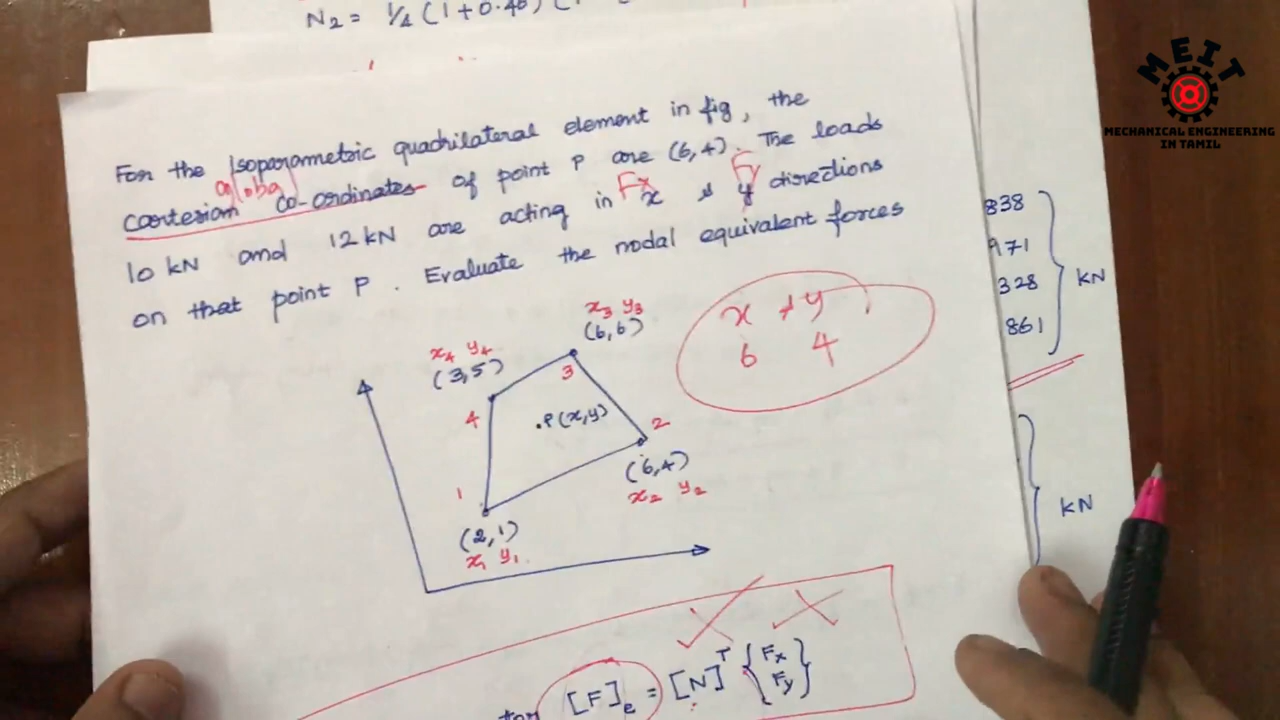 N2 = 1/4 (1+0.48) (1
MEIT
MECHANICAL ENGINEERING
IN TAMIL
For the Isoparametric quadrilateral element in fig, the
global
cartesian co-ordinates of point P are (6,4). The loads
Fx Fy
10 kN and 12 kN are acting in x & y directions
on that point P. Evaluate the nodal equivalent forces
838
971
328
861
kN
x y
6 4
x3 y3
(6,6)
x4 y4
(3,5)
3
4
.P(x,y)
2
(6,4)
x2 y2
1
(2,1)
x1 y1
kN
[F]e = [N]T {Fx
Fy}